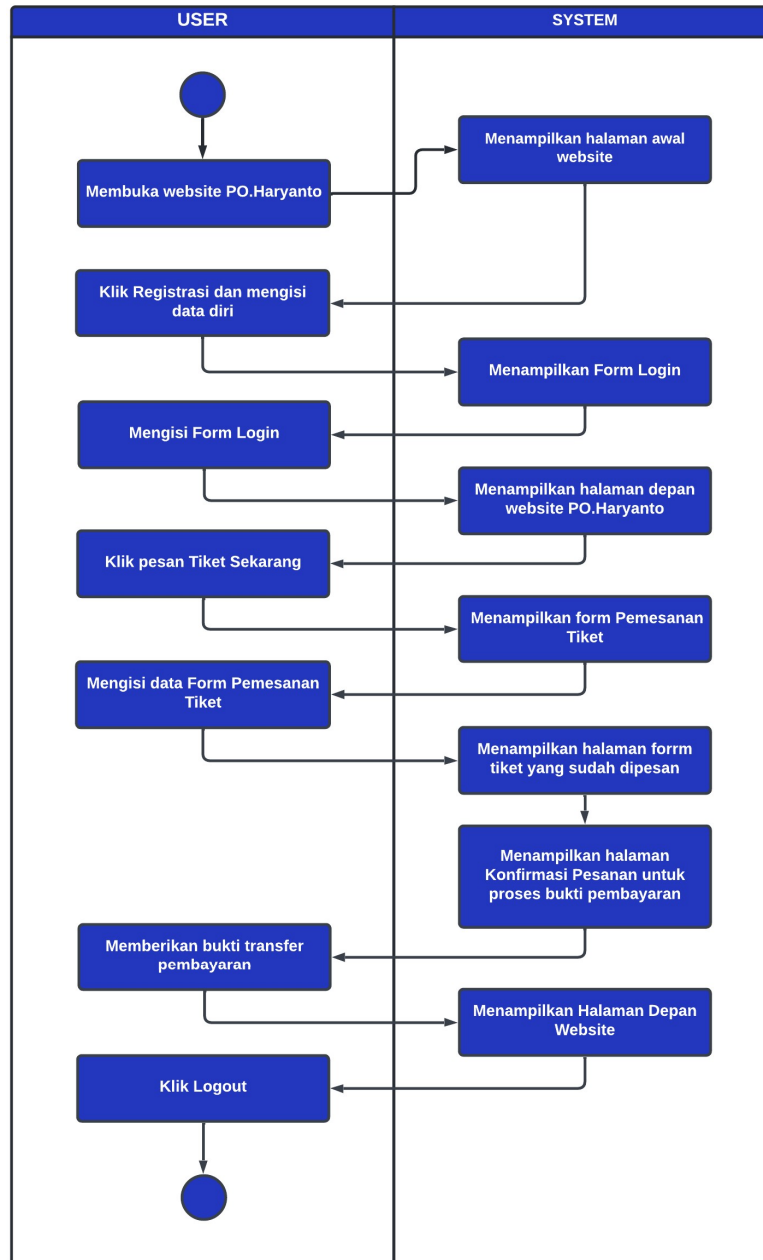 USER
SYSTEM
Menampilkan halaman awal
website
Membuka website PO.Haryanto
Klik Registrasi dan mengisi
data diri
Menampilkan Form Login
Mengisi Form Login
Menampilkan halaman depan
website PO.Haryanto
Klik pesan Tiket Sekarang
Menampilkan form Pemesanan
Tiket
Mengisi data Form Pemesanan
Tiket
Menampilkan halaman forrm
tiket yang sudah dipesan
Menampilkan halaman
Konfirmasi Pesanan untuk
proses bukti pembayaran
Memberikan bukti transfer
pembayaran
Menampilkan Halaman Depan
Website
Klik Logout